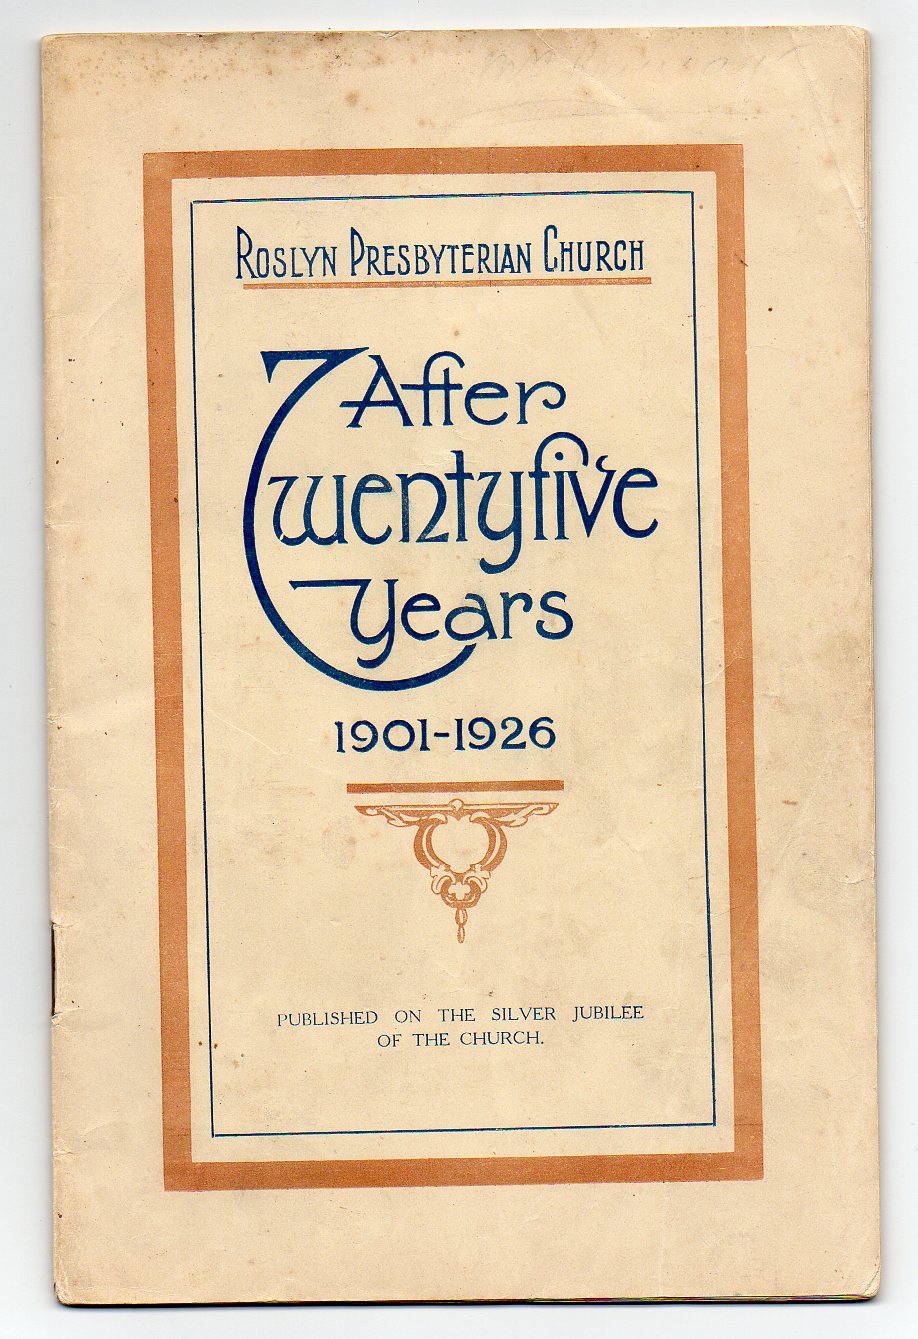 ROSLYN PRESBYTERIAN CHURCH
After
Twentyfive
Years
1901-1926
PUBLISHED ON THE SILVER JUBILEE
OF THE CHURCH.